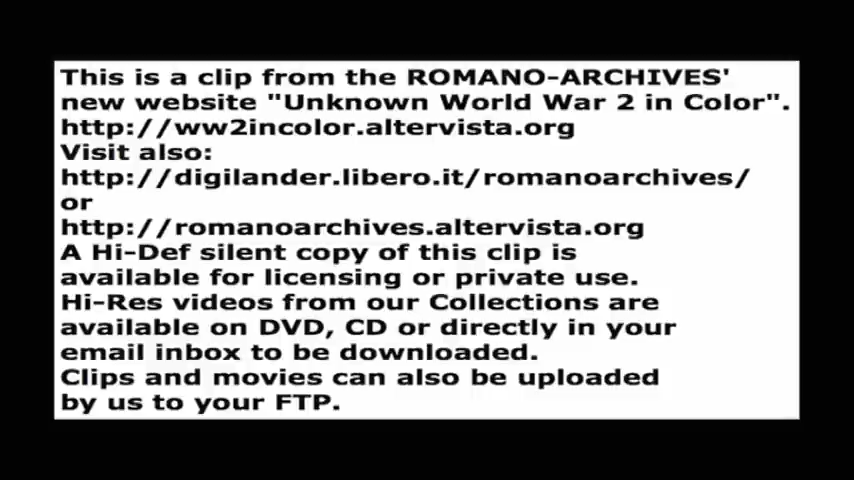 This is a clip from the ROMANO-ARCHIVES'
new website "Unknown World War 2 in Color".
http://ww2incolor.altervista.org
Visit also:
http://digilander.libero.it/romanoarchives/
or
http://romanoarchives.altervista.org
A Hi-Def silent copy of this clip is
available for licensing or private use.
Hi-Res videos from our Collections are
available on DVD, CD or directly in your
email inbox to be downloaded.
Clips and movies can also be uploaded
by us to your FTP.